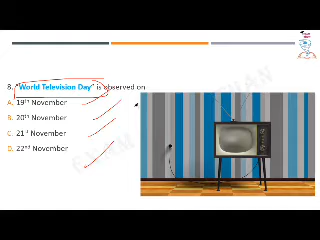 8. "World Television Day" is observed on
A. 19th November
B. 20th November
C. 21st November
D. 22nd November